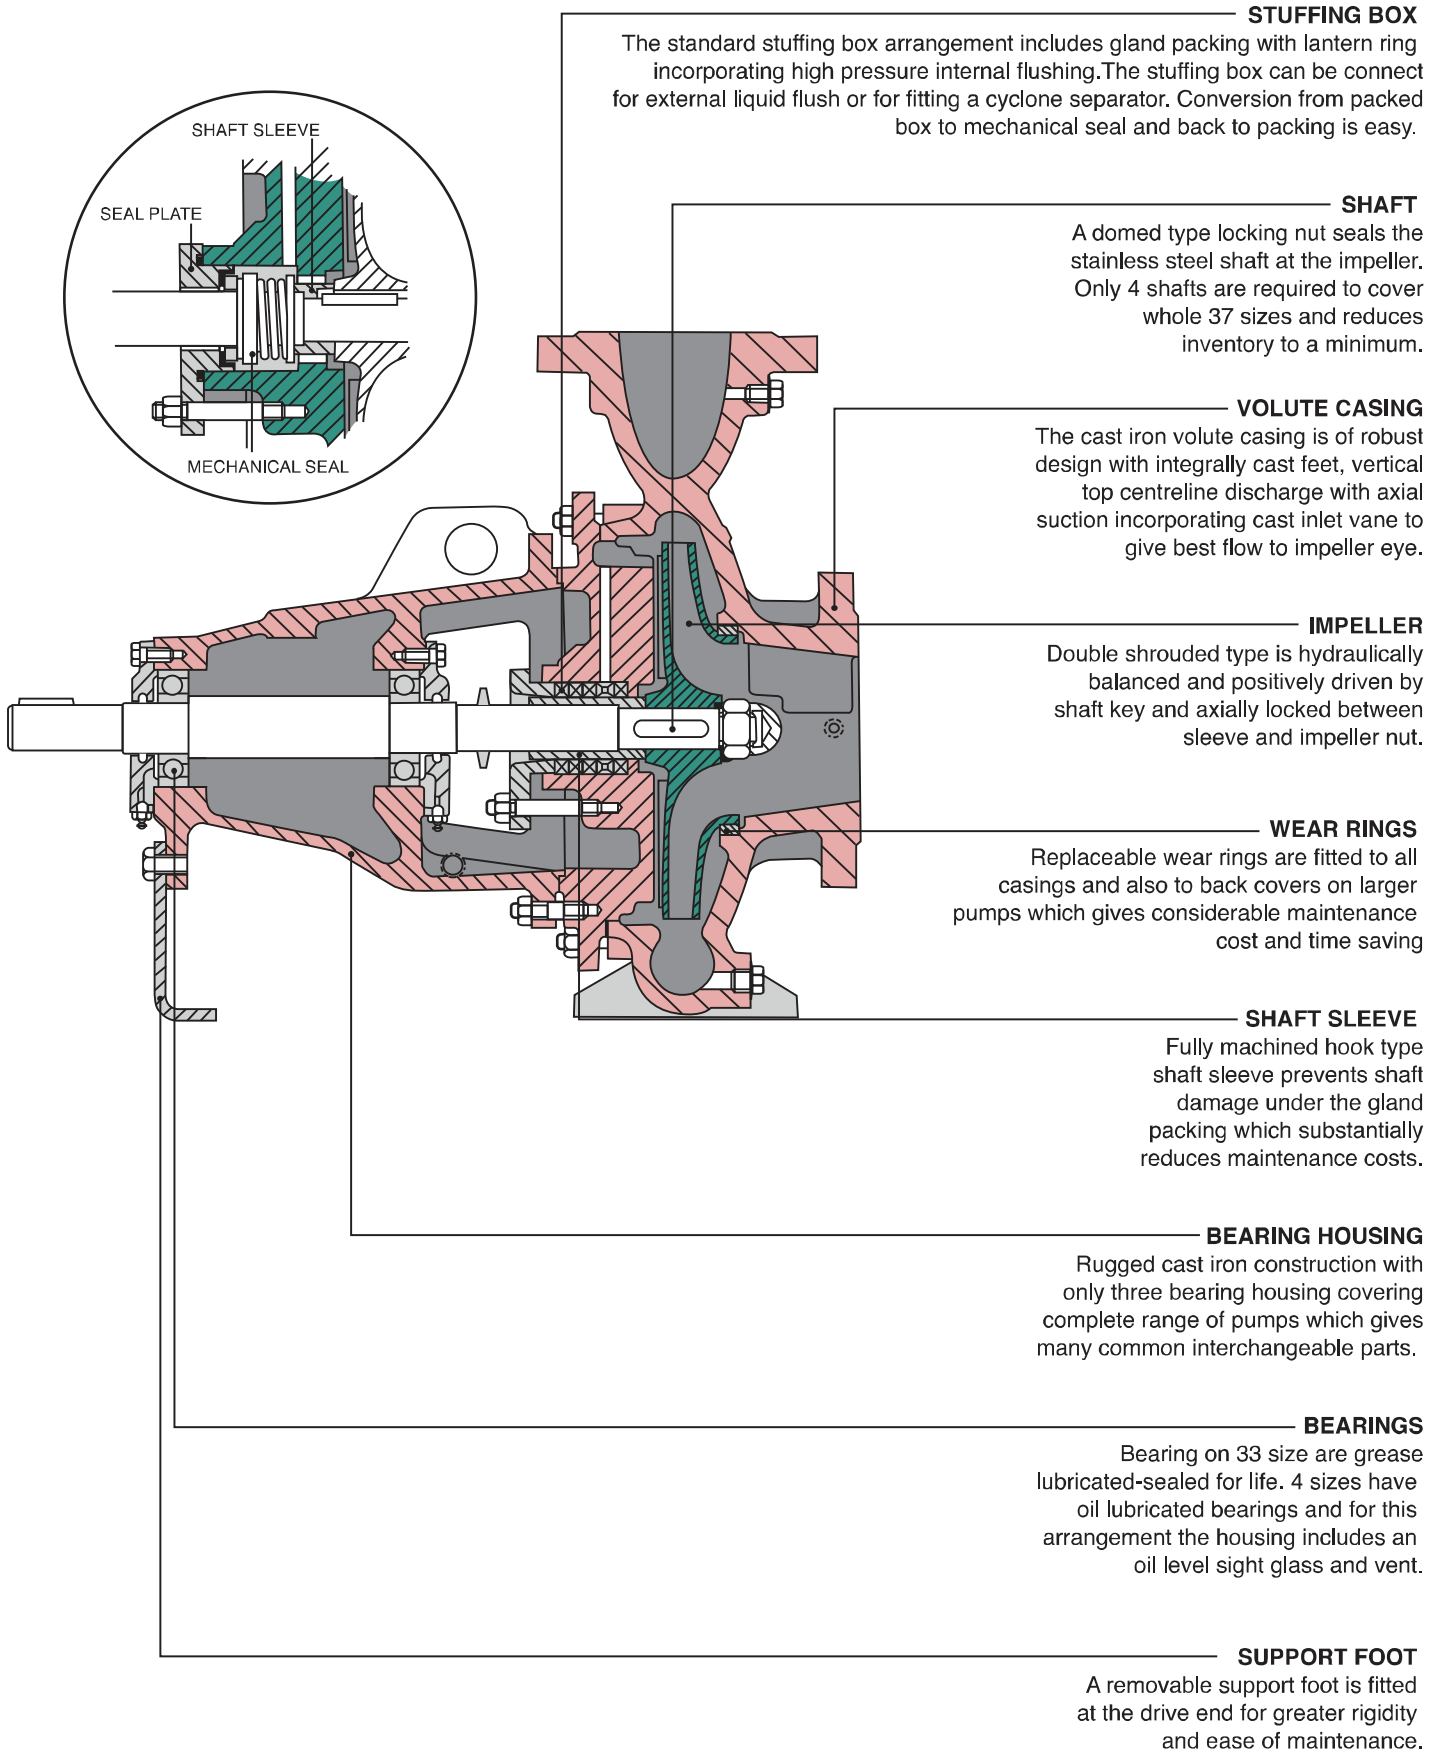 STUFFING BOX
The standard stuffing box arrangement includes gland packing with lantern ring
incorporating high pressure internal flushing.The stuffing box can be connect
for external liquid flush or for fitting a cyclone separator. Conversion from packed
box to mechanical seal and back to packing is easy.
SHAFT SLEEVE
SEAL PLATE
MECHANICAL SEAL
SHAFT
A domed type locking nut seals the
stainless steel shaft at the impeller.
Only 4 shafts are required to cover
whole 37 sizes and reduces
inventory to a minimum.
VOLUTE CASING
The cast iron volute casing is of robust
design with integrally cast feet, vertical
top centreline discharge with axial
suction incorporating cast inlet vane to
give best flow to impeller eye.
IMPELLER
Double shrouded type is hydraulically
balanced and positively driven by
shaft key and axially locked between
sleeve and impeller nut.
WEAR RINGS
Replaceable wear rings are fitted to all
casings and also to back covers on larger
pumps which gives considerable maintenance
cost and time saving
SHAFT SLEEVE
Fully machined hook type
shaft sleeve prevents shaft
damage under the gland
packing which substantially
reduces maintenance costs.
BEARING HOUSING
Rugged cast iron construction with
only three bearing housing covering
complete range of pumps which gives
many common interchangeable parts.
BEARINGS
Bearing on 33 size are grease
lubricated-sealed for life. 4 sizes have
oil lubricated bearings and for this
arrangement the housing includes an
oil level sight glass and vent.
SUPPORT FOOT
A removable support foot is fitted
at the drive end for greater rigidity
and ease of maintenance.